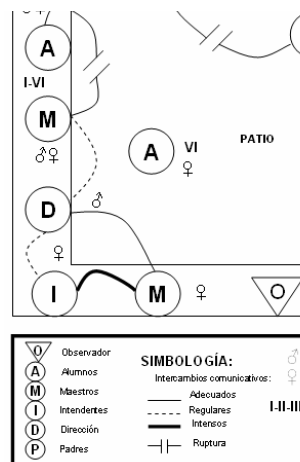 ♂♀
A
I-VI
M
♂♀
A VI
♀
PATIO
D
♂
♀
I
M
♀
O
O Observador
A Alumnos
M Maestros
I Intendentes
D Dirección
P Padres
SIMBOLOGÍA:
Intercambios comunicativos:
♂
♀
Adecuados
Regulares
Intensos
Ruptura
I-II-III